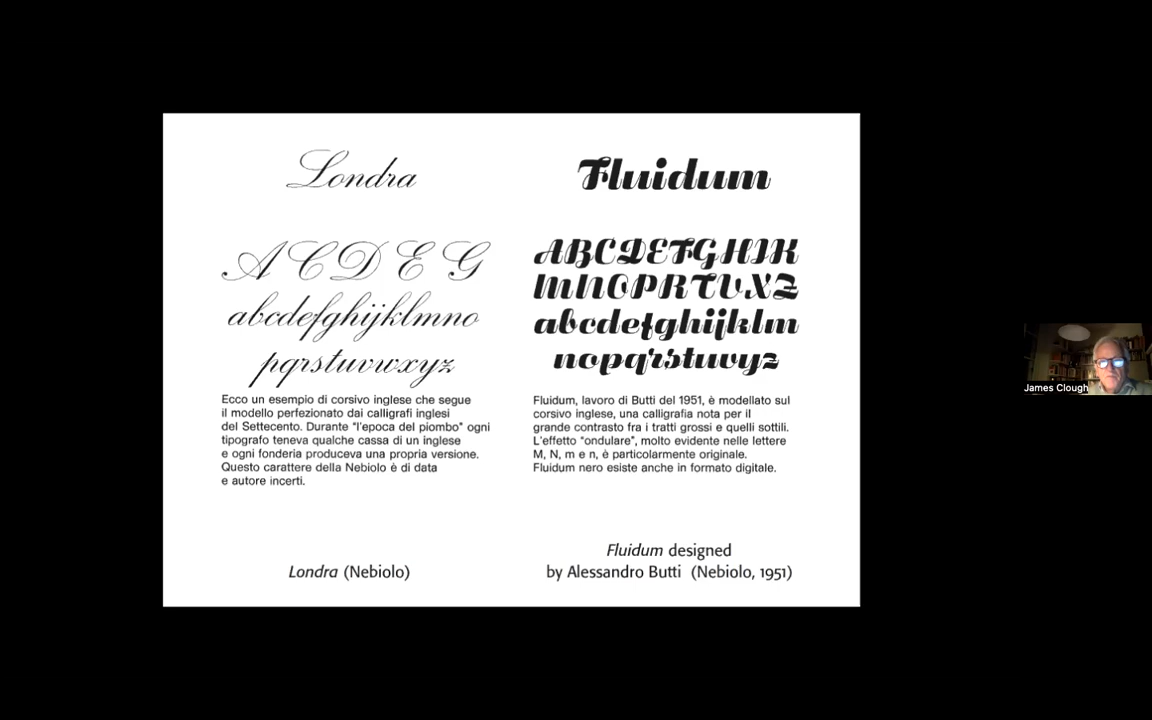 Londra
A C D E G
abcdefghijklmno
pqrstuvwxyz
Ecco un esempio di corsivo inglese che segue
il modello perfezionato dai calligrafi inglesi
del Settecento. Durante “l’epoca del piombo” ogni
tipografo teneva qualche cassa di un inglese
e ogni fonderia produceva una propria versione.
Questo carattere della Nebiolo è di data
e autore incerti.
Londra (Nebiolo)
Fluidum
ABCDEFGHIK
MNOPRTUXZ
abcdefghijklm
nopqrstuvyz
Fluidum, lavoro di Butti del 1951, è modellato sul
corsivo inglese, una calligrafia nota per il
grande contrasto fra i tratti grossi e quelli sottili.
L’effetto “ondulare”, molto evidente nelle lettere
M, N, m e n, è particolarmente originale.
Fluidum nero esiste anche in formato digitale.
Fluidum designed
by Alessandro Butti (Nebiolo, 1951)
James Clough